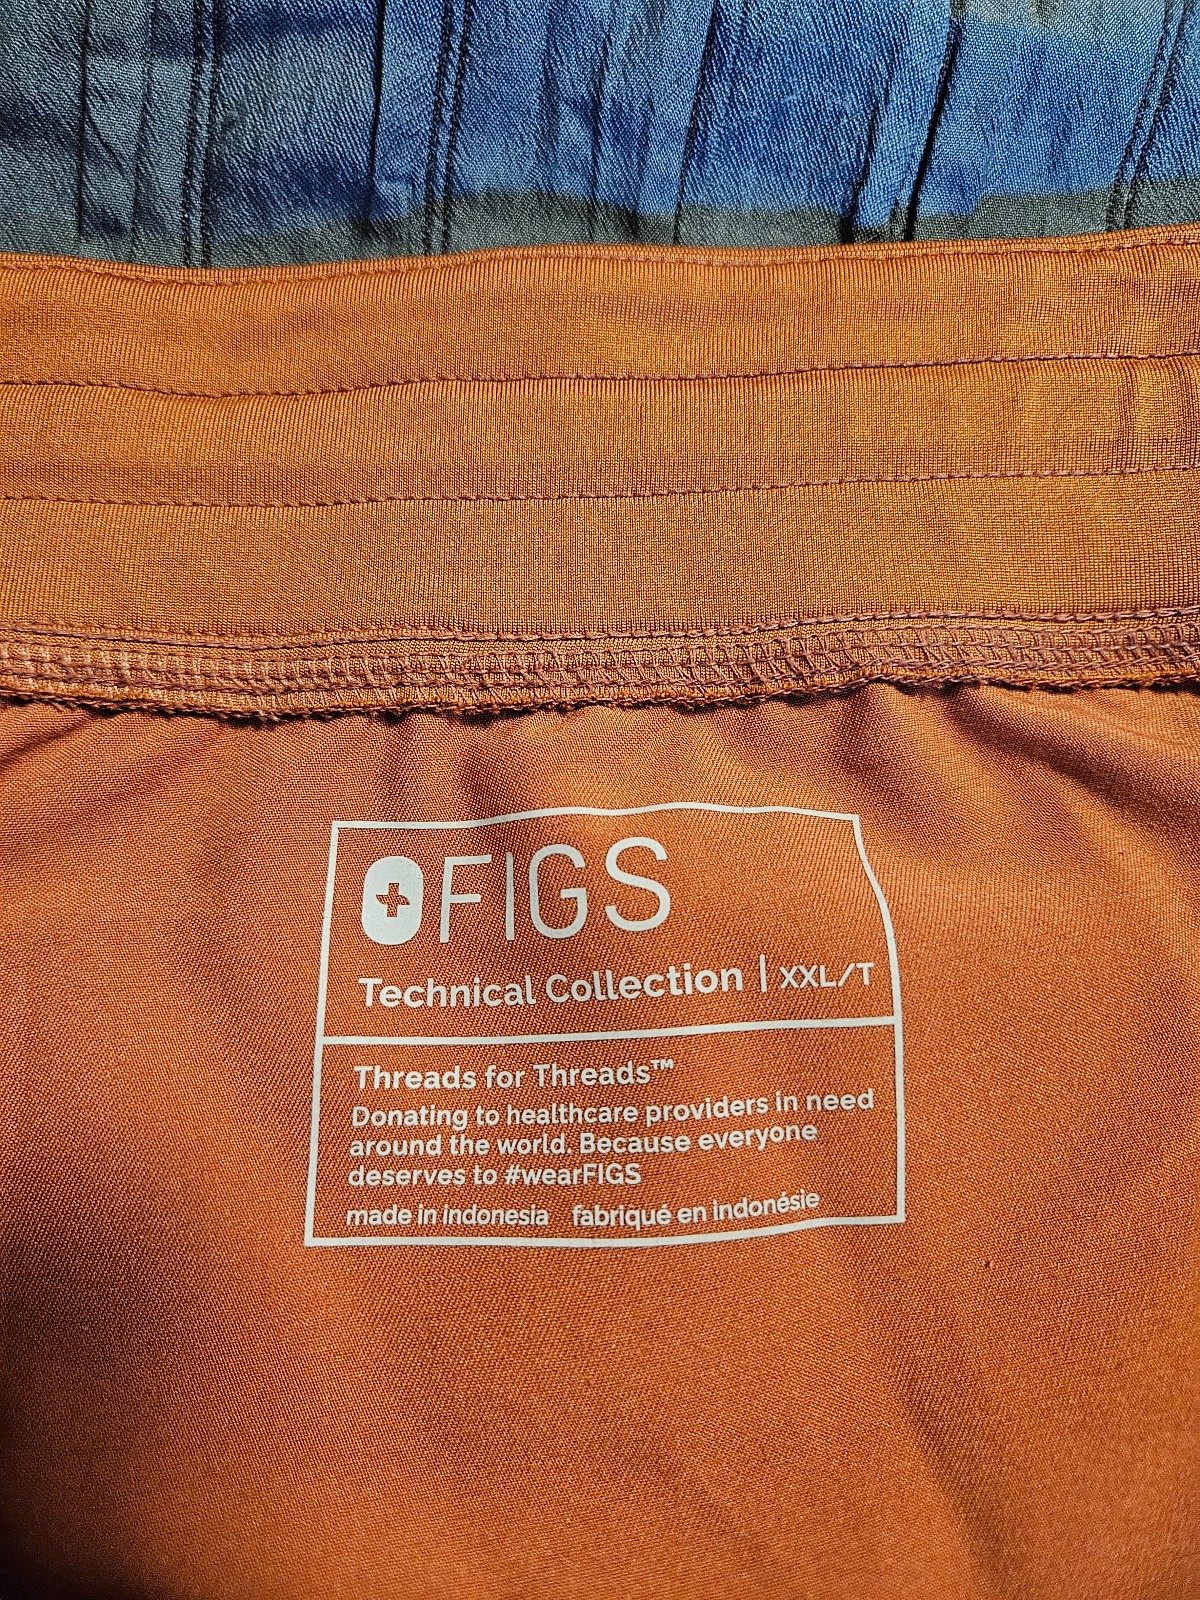 FIGS
Technical Collection | XXL/T
Threads for Threads™
Donating to healthcare providers in need
around the world. Because everyone
deserves to #wearFIGS
made in indonesia fabriqué en indonésie